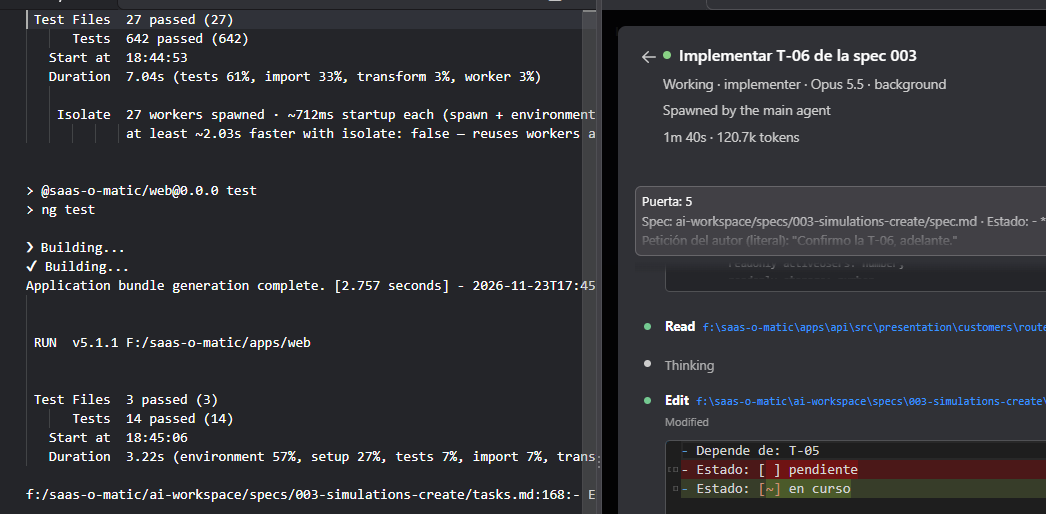 Test Files  27 passed (27)
Tests  642 passed (642)
Start at  18:44:53
Duration  7.04s (tests 61%, import 33%, transform 3%, worker 3%)
Isolate  27 workers spawned · ~712ms startup each (spawn + environment
at least ~2.03s faster with isolate: false — reuses workers a
> @saas-o-matic/web@0.0.0 test
> ng test
❯ Building...
✓ Building...
Application bundle generation complete. [2.757 seconds] - 2026-11-23T17:45
RUN  v5.1.1 F:/saas-o-matic/apps/web
Test Files  3 passed (3)
Tests  14 passed (14)
Start at  18:45:06
Duration  3.22s (environment 57%, setup 27%, tests 7%, import 7%, trans
f:/saas-o-matic/ai-workspace/specs/003-simulations-create/tasks.md:168:- E
← Implementar T-06 de la spec 003
Working · implementer · Opus 5.5 · background
Spawned by the main agent
1m 40s · 120.7k tokens
Puerta: 5
Spec: ai-workspace/specs/003-simulations-create/spec.md · Estado: - *
Petición del autor (literal): "Confirmo la T-06, adelante."
readonly activeUsers: number;
Read f:\saas-o-matic\apps\api\src\presentation\customers\route
Thinking
Edit f:\saas-o-matic\ai-workspace\specs\003-simulations-create\
Modified
- Depende de: T-05
- Estado: [ ] pendiente
- Estado: [~] en curso